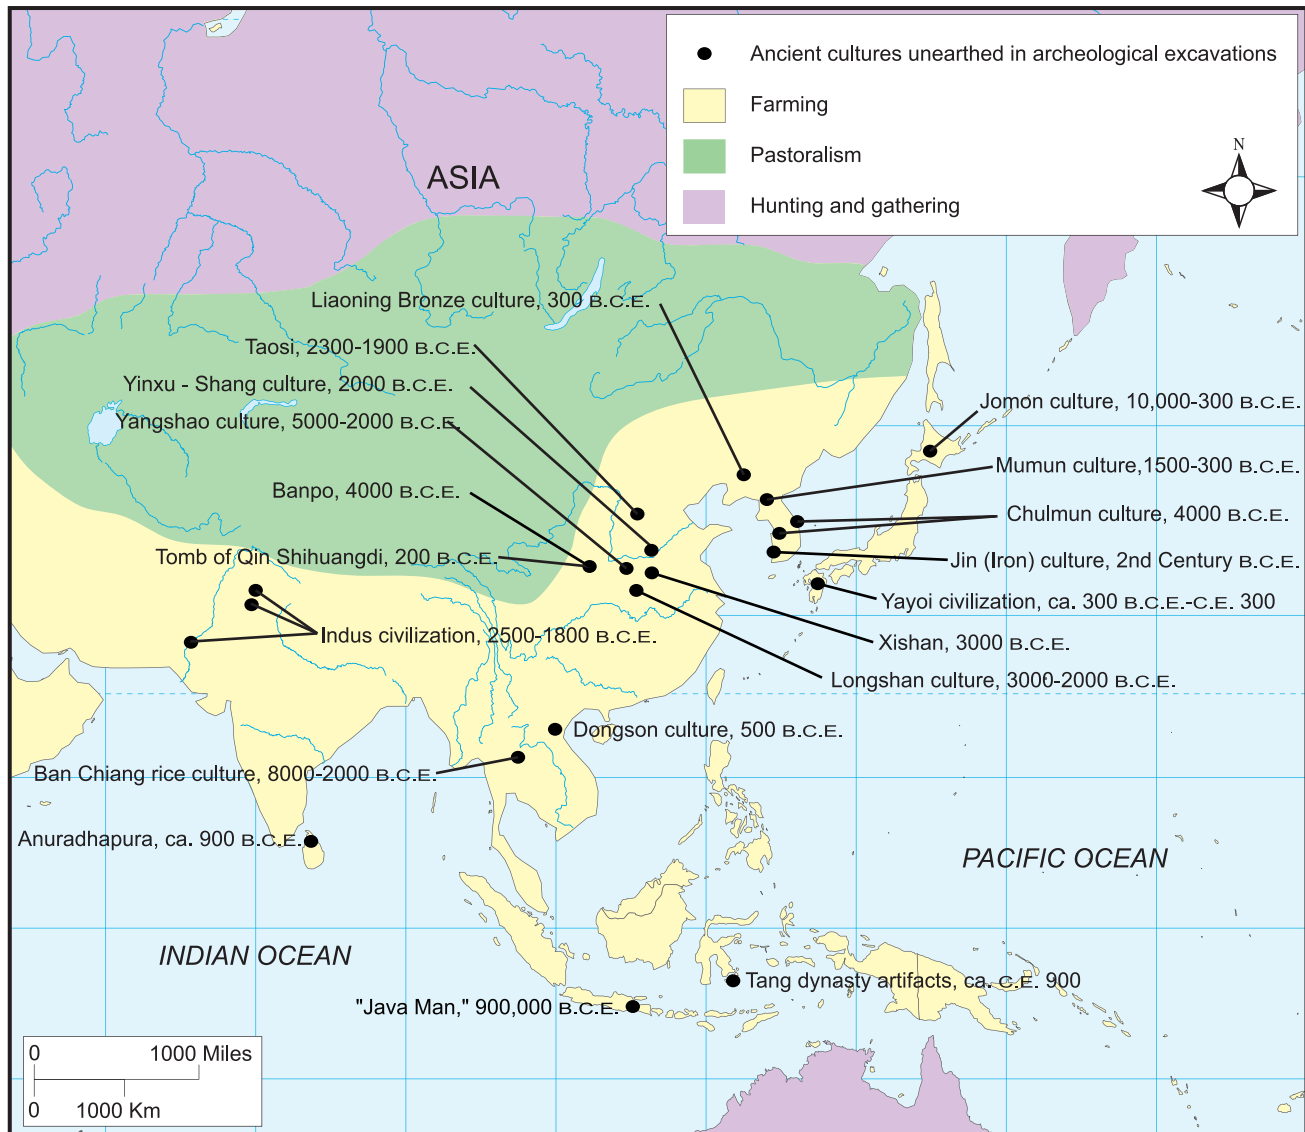 Ancient cultures unearthed in archeological excavations
Farming
Pastoralism
Hunting and gathering
N
ASIA
Liaoning Bronze culture, 300 B.C.E.
Taosi, 2300-1900 B.C.E.
Yinxu - Shang culture, 2000 B.C.E.
Yangshao culture, 5000-2000 B.C.E.
Banpo, 4000 B.C.E.
Tomb of Qin Shihuangdi, 200 B.C.E.
Indus civilization, 2500-1800 B.C.E.
Jomon culture, 10,000-300 B.C.E.
Mumun culture,1500-300 B.C.E.
Chulmun culture, 4000 B.C.E.
Jin (Iron) culture, 2nd Century B.C.E.
Yayoi civilization, ca. 300 B.C.E.-C.E. 300
Xishan, 3000 B.C.E.
Longshan culture, 3000-2000 B.C.E.
Dongson culture, 500 B.C.E.
Ban Chiang rice culture, 8000-2000 B.C.E.
Anuradhapura, ca. 900 B.C.E.
PACIFIC OCEAN
INDIAN OCEAN
Tang dynasty artifacts, ca. C.E. 900
"Java Man," 900,000 B.C.E.
0 1000 Miles
0 1000 Km